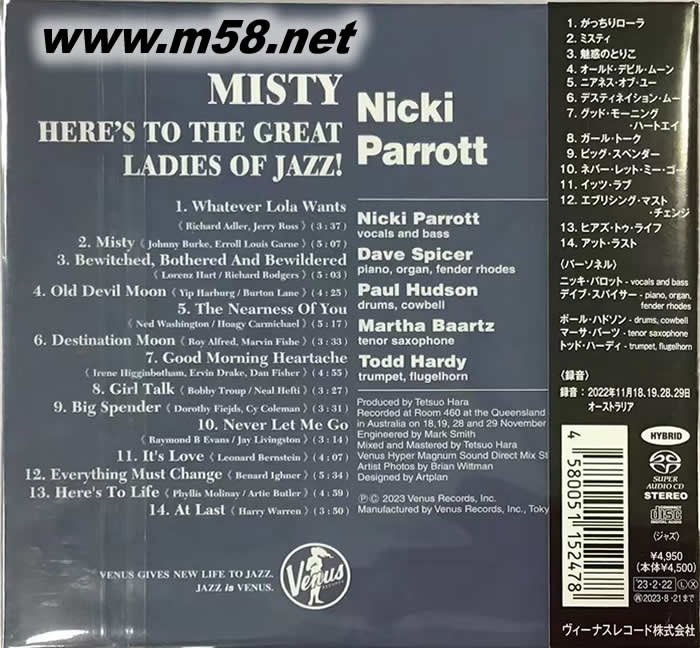 www.m58.net
MISTY
HERE'S TO THE GREAT
LADIES OF JAZZ!
Nicki
Parrott
1. Whatever Lola Wants
( Richard Adler, Jerry Ross ) ( 3 : 37 )
2. Misty ( Johnny Burke, Erroll Louis Garne ) ( 5 : 07 )
3. Bewitched, Bothered And Bewildered
( Lorenz Hart / Richard Rodgers ) ( 5 : 03 )
4. Old Devil Moon ( Yip Harburg / Burton Lane ) ( 4 : 25 )
5. The Nearness Of You
( Ned Washington / Hoagy Carmichael ) ( 5 : 17 )
6. Destination Moon ( Roy Alfred, Marvin Fishe ) ( 3 : 33 )
7. Good Morning Heartache
( Irene Higginbotham, Ervin Drake, Dan Fisher ) ( 4 : 55 )
8. Girl Talk ( Bobby Troup / Neal Hefti ) ( 3 : 27 )
9. Big Spender ( Dorothy Fiejds, Cy Coleman ) ( 3 : 31 )
10. Never Let Me Go
( Raymond B Evans / Jay Livingston ) ( 3 : 14 )
11. It's Love ( Leonard Bernstein ) ( 4 : 07 )
12. Everything Must Change ( Benard Ighner ) ( 5 : 34 )
13. Here's To Life ( Phyllis Molinay / Artie Butler ) ( 4 : 59 )
14. At Last ( Harry Warren ) ( 3 : 50 )
VENUS GIVES NEW LIFE TO JAZZ.
JAZZ is VENUS.
Venus
RECORDS
Nicki Parrott
vocals and bass
Dave Spicer
piano, organ, fender rhodes
Paul Hudson
drums, cowbell
Martha Baartz
tenor saxophone
Todd Hardy
trumpet, flugelhorn
Produced by Tetsuo Hara
Recorded at Room 460 at the Queensland
in Australia on 18,19, 28 and 29 November
Engineered by Mark Smith
Mixed and Mastered by Tetsuo Hara
Venus Hyper Magnum Sound Direct Mix St
Artist Photos by Brian Wittman
Designed by Artplan
Ⓟ Ⓒ 2023 Venus Records, Inc.
Manufactured by Venus Records, Inc., Toky
1. がっちりローラ
2. ミスティ
3. 魅惑のとりこ
4. オールド・デビル・ムーン
5. ニアネス・オブ・ユー
6. デスティネイション・ムー
7. グッド・モーニング
・ハートエイ
8. ガール・トーク
9. ビッグ・スペンダー
10. ネバー・レット・ミー・ゴー
11. イッツ・ラブ
12. エブリシング・マスト
・チェンジ
13. ヒアズ・トゥ・ライフ
14. アット・ラスト
〈パーソネル〉
ニッキ・パロット - vocals and bass
デイブ・スパイサー - piano, organ,
fender rhodes
ポール・ハドソン - drums, cowbell
マーサ・バーツ - tenor saxophone
トッド・ハーディ - trumpet, flugelhorn
〈録音〉
録音：2022年11月18.19.28.29日
オーストラリア
HYBRID
SUPER AUDIO CD
STEREO
COMPACT
disc
DIGITAL AUDIO
(ジャズ)
¥4,950
(本体¥4,500)
'23・2・22 Ⓛ Ⓧ
再 2023・8・21まで
4 580051 152478
ヴィーナスレコード株式会社